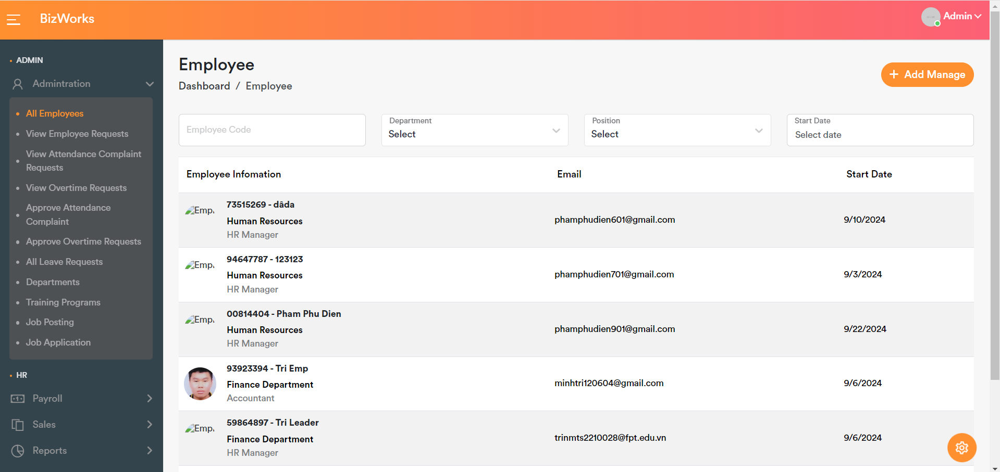 BizWorks
Admin
ADMIN
Admintration
All Employees
View Employee Requests
View Attendance Complaint
Requests
View Overtime Requests
Approve Attendance
Complaint
Approve Overtime Requests
All Leave Requests
Departments
Training Programs
Job Posting
Job Application
HR
Payroll
Sales
Reports
Employee
Dashboard / Employee
+ Add Manage
Employee Code
Department
Select
Position
Select
Start Date
Select date
Employee Infomation Email Start Date
Emp
73515269 - dâda
Human Resources
HR Manager
phamphudien601@gmail.com
9/10/2024
Emp
94647787 - 123123
Human Resources
HR Manager
phamphudien701@gmail.com
9/3/2024
Emp
00814404 - Pham Phu Dien
Human Resources
HR Manager
phamphudien901@gmail.com
9/22/2024
93923394 - Tri Emp
Finance Department
Accountant
minhtri120604@gmail.com
9/6/2024
Emp
59864897 - Tri Leader
Finance Department
HR Manager
trinmts2210028@fpt.edu.vn
9/6/2024